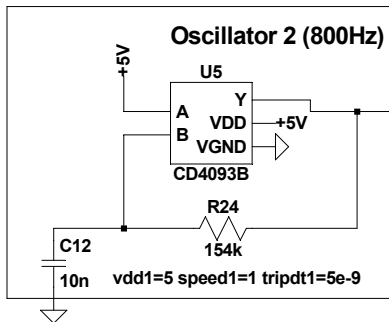 Oscillator 2 (800Hz)
+5V
U5
A
B
Y
VDD
+5V
VGND
CD4093B
R24
154k
C12
10n
vdd1=5 speed1=1 tripdt1=5e-9